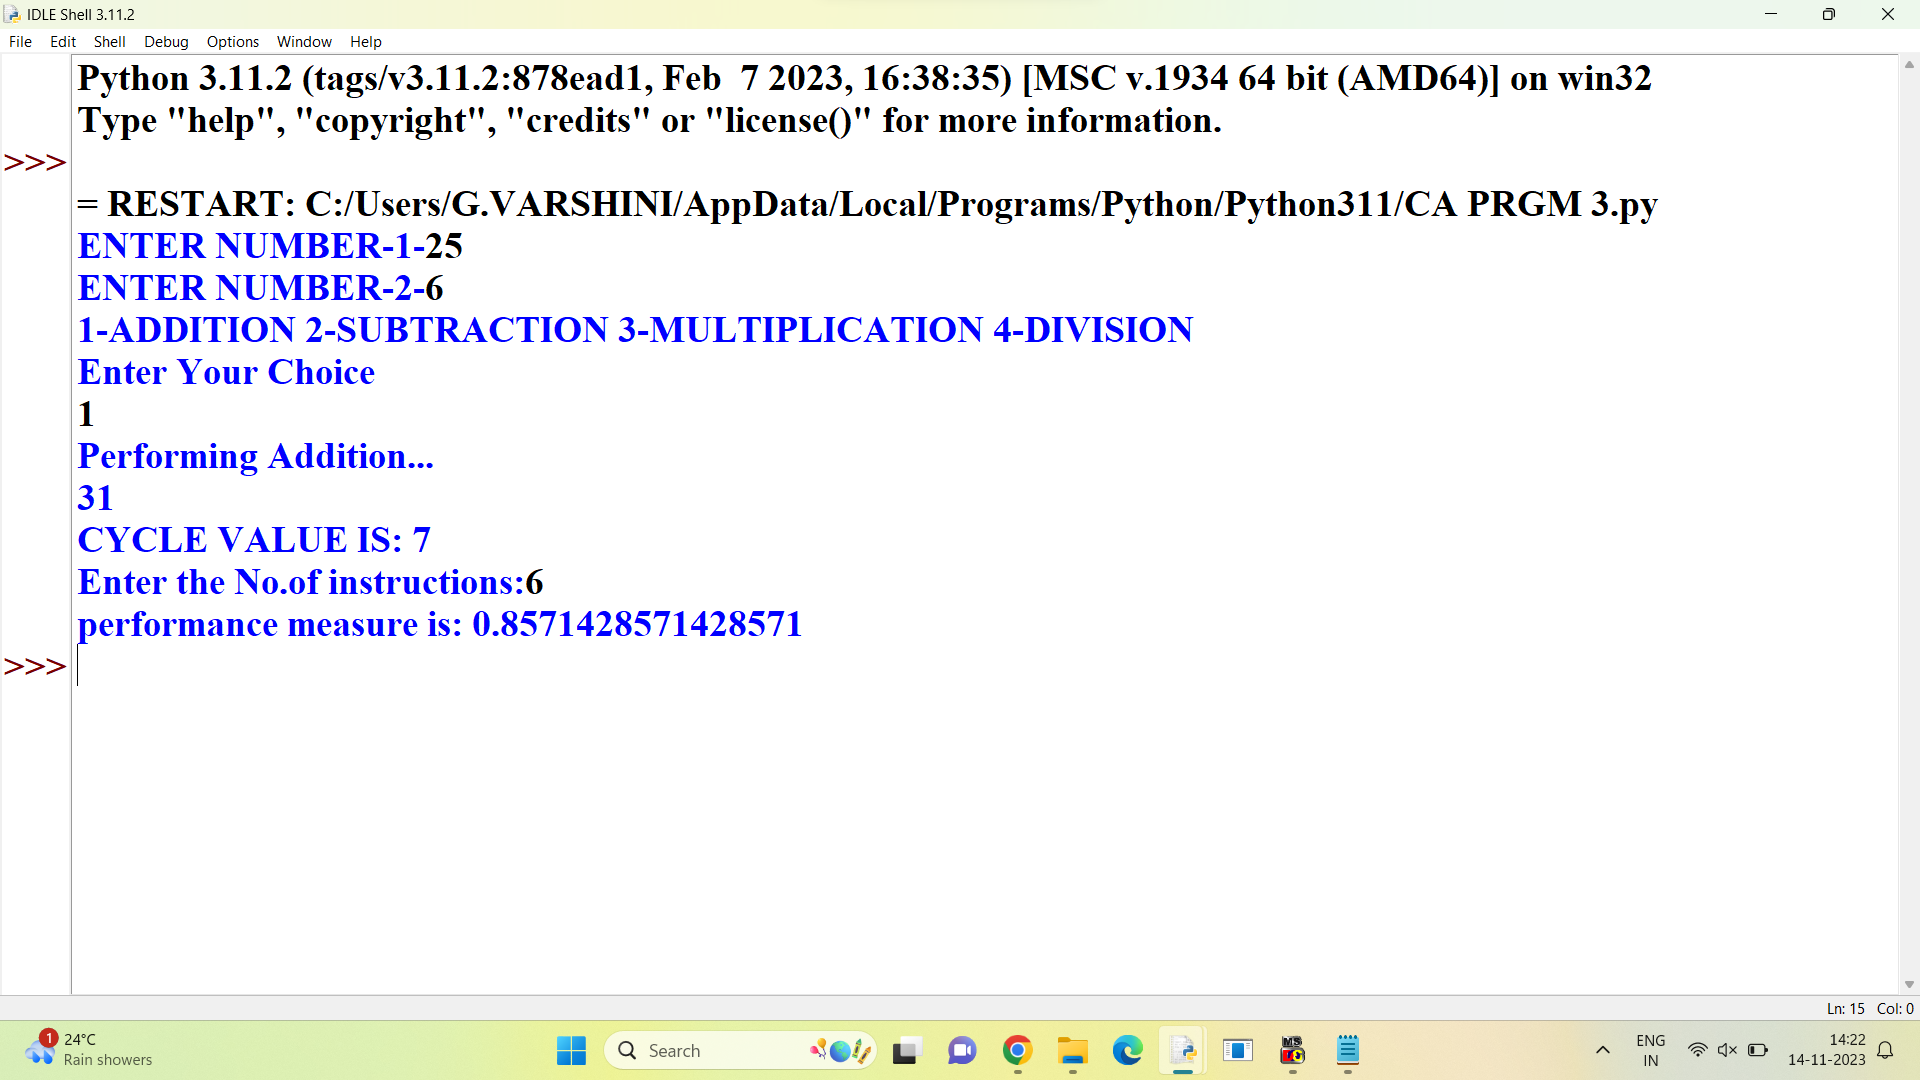 IDLE Shell 3.11.2
File Edit Shell Debug Options Window Help
Python 3.11.2 (tags/v3.11.2:878ead1, Feb  7 2023, 16:38:35) [MSC v.1934 64 bit (AMD64)] on win32
Type "help", "copyright", "credits" or "license()" for more information.
>>>
= RESTART: C:/Users/G.VARSHINI/AppData/Local/Programs/Python/Python311/CA PRGM 3.py
ENTER NUMBER-1-25
ENTER NUMBER-2-6
1-ADDITION 2-SUBTRACTION 3-MULTIPLICATION 4-DIVISION
Enter Your Choice
1
Performing Addition...
31
CYCLE VALUE IS: 7
Enter the No.of instructions:6
performance measure is: 0.8571428571428571
>>>
Ln: 15 Col: 0
1
24°C
Rain showers
Search
MS
ENG
IN
14:22
14-11-2023